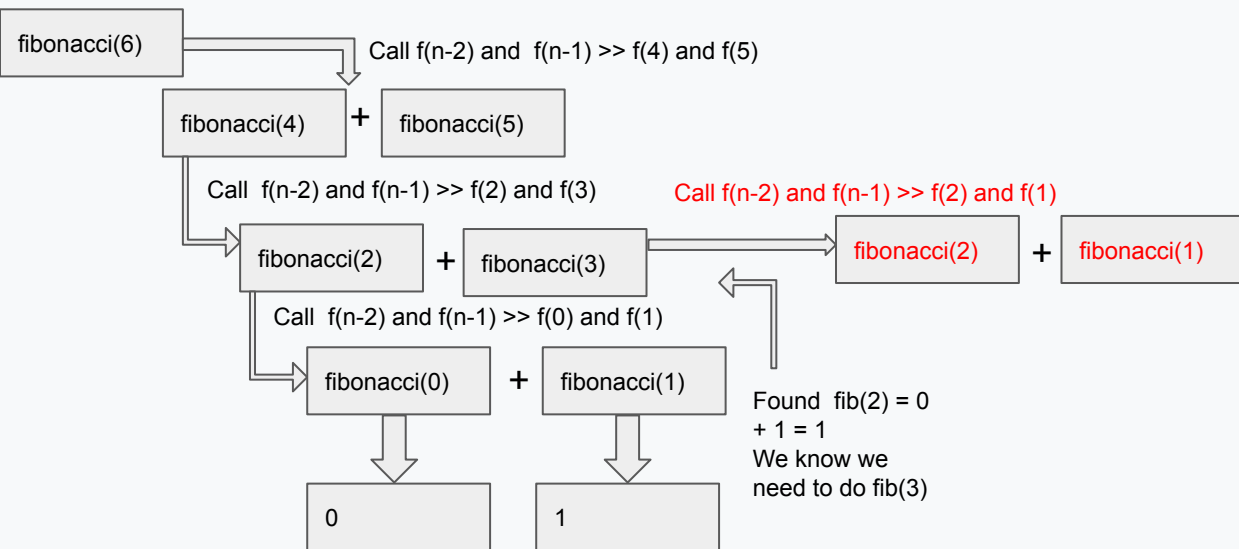 fibonacci(6)
Call f(n-2) and  f(n-1) >> f(4) and f(5)
fibonacci(4)
+
fibonacci(5)
Call  f(n-2) and f(n-1) >> f(2) and f(3)
Call f(n-2) and f(n-1) >> f(2) and f(1)
fibonacci(2)
+
fibonacci(3)
fibonacci(2)
+
fibonacci(1)
Call  f(n-2) and f(n-1) >> f(0) and f(1)
fibonacci(0)
+
fibonacci(1)
Found  fib(2) = 0
+ 1 = 1
We know we
need to do fib(3)
0
1